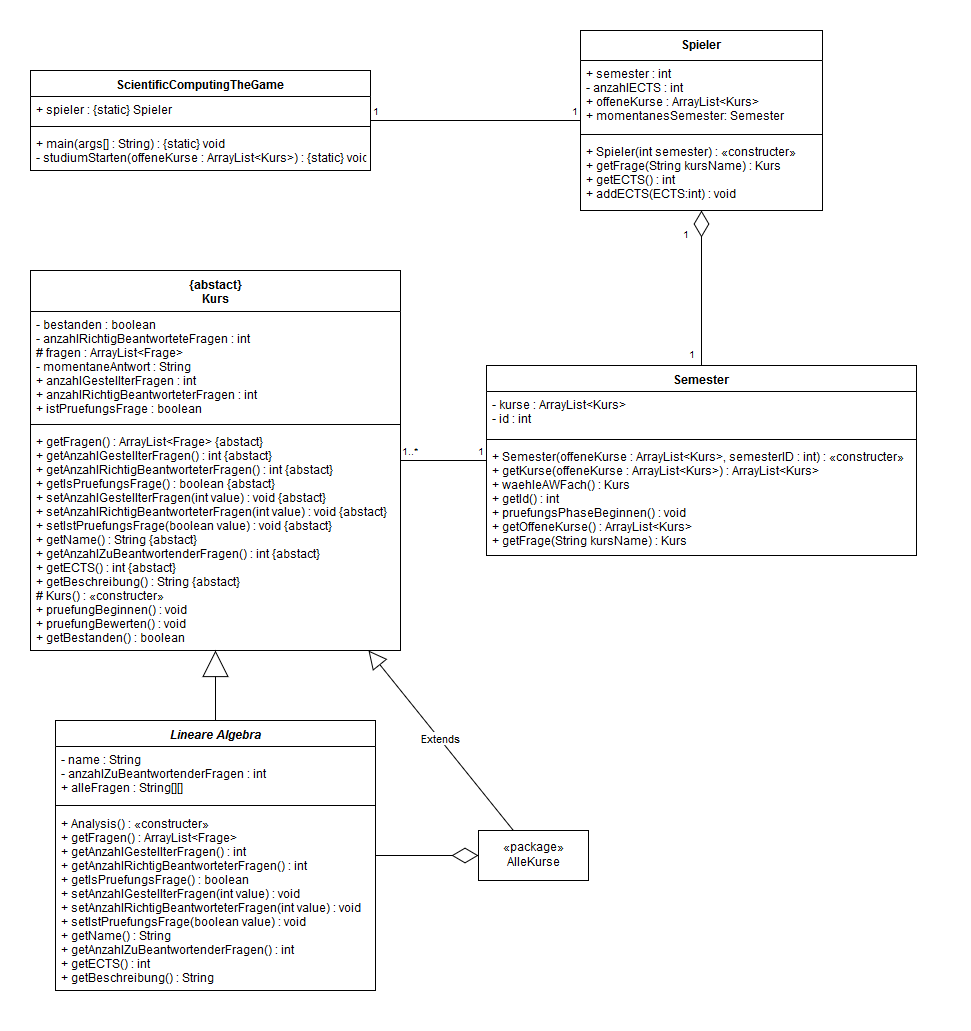 ScientificComputingTheGame
+ spieler : {static} Spieler
+ main(args[] : String) : {static} void
- studiumStarten(offeneKurse : ArrayList<Kurs>) : {static} void
1
1
Spieler
+ semester : int
- anzahlECTS : int
+ offeneKurse : ArrayList<Kurs>
+ momentanesSemester: Semester
+ Spieler(int semester) : «constructer»
+ getFrage(String kursName) : Kurs
+ getECTS() : int
+ addECTS(ECTS:int) : void
1
1
{abstact}
Kurs
- bestanden : boolean
- anzahlRichtigBeantworteteFragen : int
# fragen : ArrayList<Frage>
- momentaneAntwort : String
+ anzahlGestellterFragen : int
+ anzahlRichtigBeantworteterFragen : int
+ istPruefungsFrage : boolean
+ getFragen() : ArrayList<Frage> {abstact}
+ getAnzahlGestellterFragen() : int {abstact}
+ getAnzahlRichtigBeantworteterFragen() : int {abstact}
+ getIsPruefungsFrage() : boolean {abstact}
+ setAnzahlGestellterFragen(int value) : void {abstact}
+ setAnzahlRichtigBeantworteterFragen(int value) : void {abstact}
+ setIstPruefungsFrage(boolean value) : void {abstact}
+ getName() : String {abstact}
+ getAnzahlZuBeantwortenderFragen() : int {abstact}
+ getECTS() : int {abstact}
+ getBeschreibung() : String {abstact}
# Kurs() : «constructer»
+ pruefungBeginnen() : void
+ pruefungBewerten() : void
+ getBestanden() : boolean
1..*
1
Semester
- kurse : ArrayList<Kurs>
- id : int
+ Semester(offeneKurse : ArrayList<Kurs>, semesterID : int) : «constructer»
+ getKurse(offeneKurse : ArrayList<Kurs>) : ArrayList<Kurs>
+ waehleAWFach() : Kurs
+ getId() : int
+ pruefungsPhaseBeginnen() : void
+ getOffeneKurse() : ArrayList<Kurs>
+ getFrage(String kursName) : Kurs
Extends
Lineare Algebra
- name : String
- anzahlZuBeantwortenderFragen : int
+ alleFragen : String[][]
+ Analysis() : «constructer»
+ getFragen() : ArrayList<Frage>
+ getAnzahlGestellterFragen() : int
+ getAnzahlRichtigBeantworteterFragen() : int
+ getIsPruefungsFrage() : boolean
+ setAnzahlGestellterFragen(int value) : void
+ setAnzahlRichtigBeantworteterFragen(int value) : void
+ setIstPruefungsFrage(boolean value) : void
+ getName() : String
+ getAnzahlZuBeantwortenderFragen() : int
+ getECTS() : int
+ getBeschreibung() : String
«package»
AlleKurse